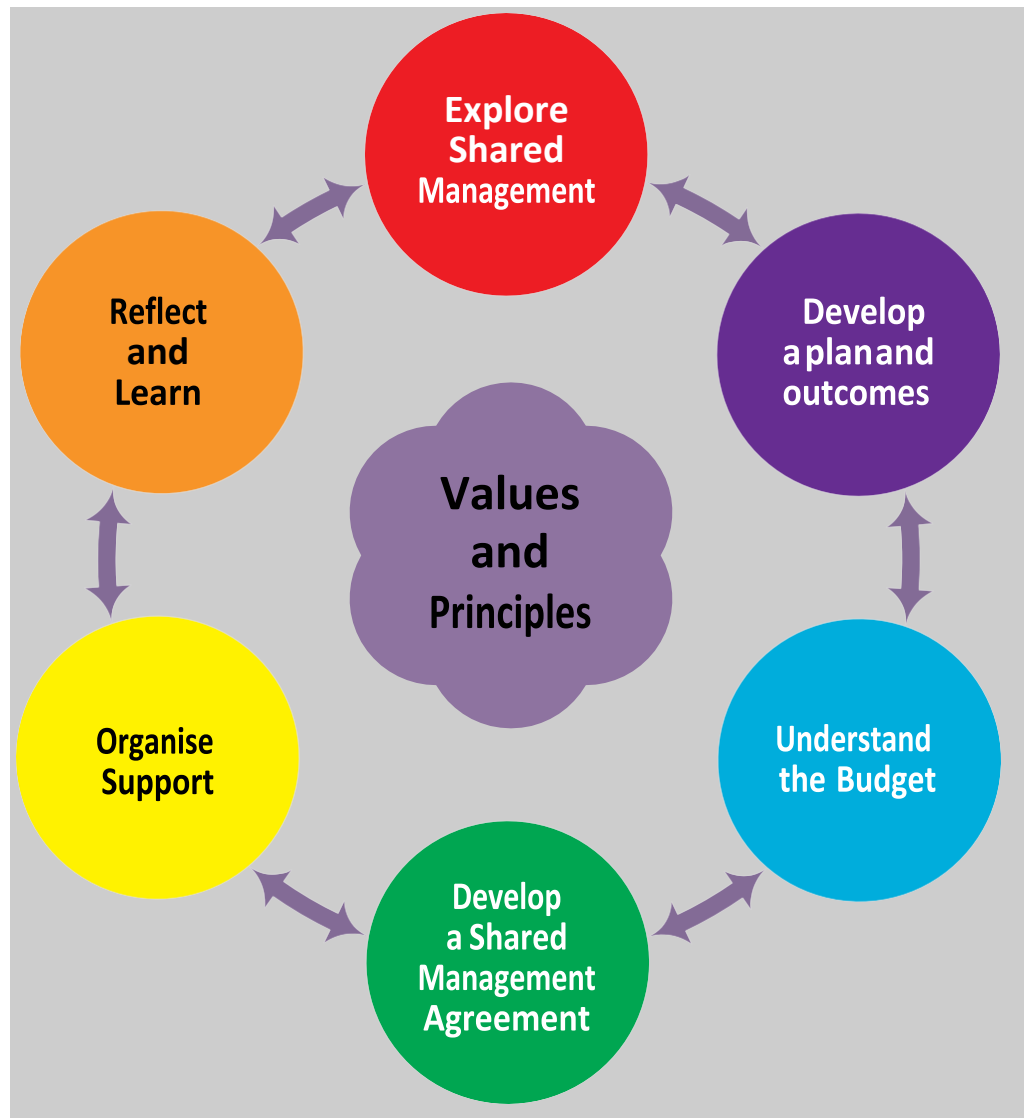 Explore
Shared
Management
Develop
a plan and
outcomes
Understand
the Budget
Develop
a Shared
Management
Agreement
Organise
Support
Reflect
and
Learn
Values
and
Principles